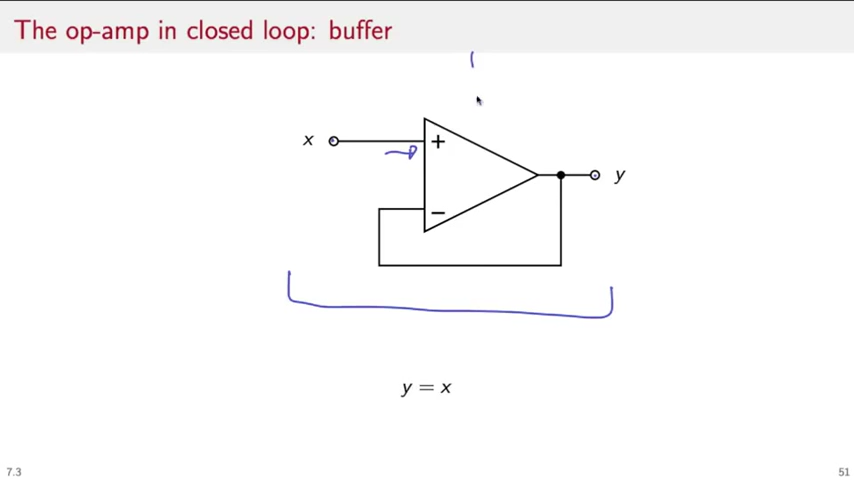 The op-amp in closed loop: buffer
x
+
y
−
y = x
7.3
51